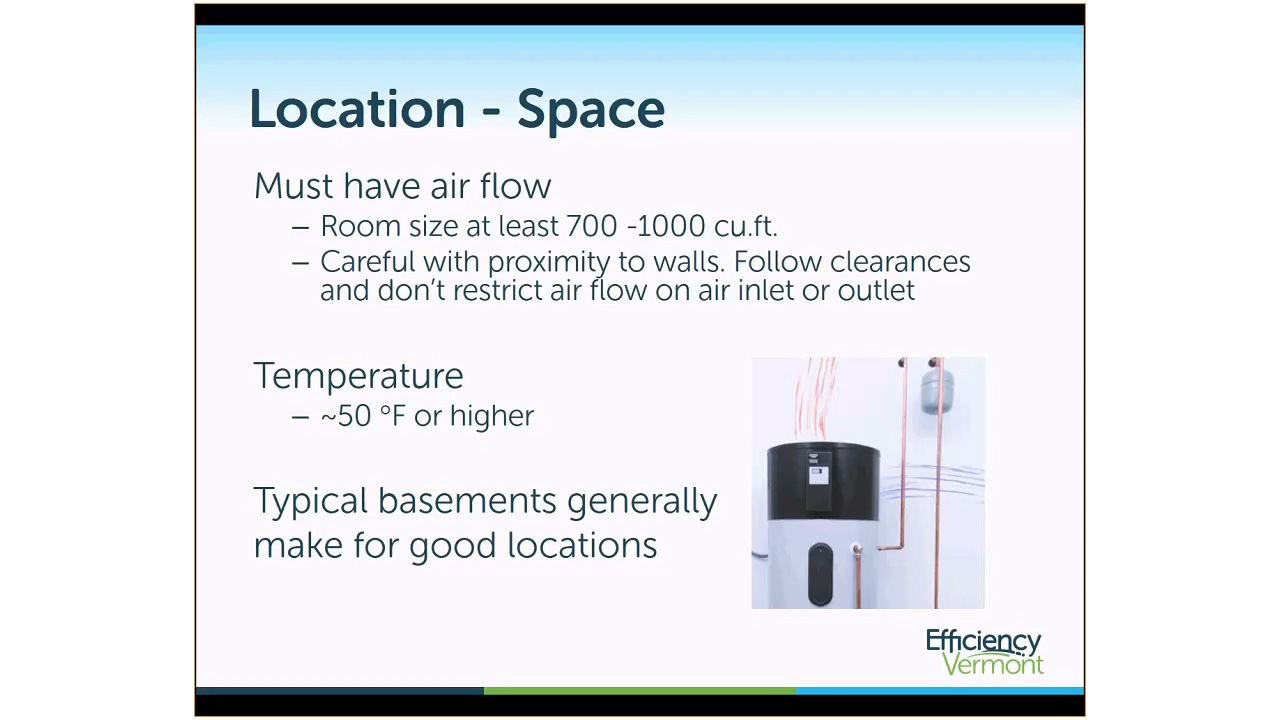 Location - Space
Must have air flow
– Room size at least 700 -1000 cu.ft.
– Careful with proximity to walls. Follow clearances
and don’t restrict air flow on air inlet or outlet
Temperature
– ~50 °F or higher
Typical basements generally
make for good locations
Efficiency
Vermont